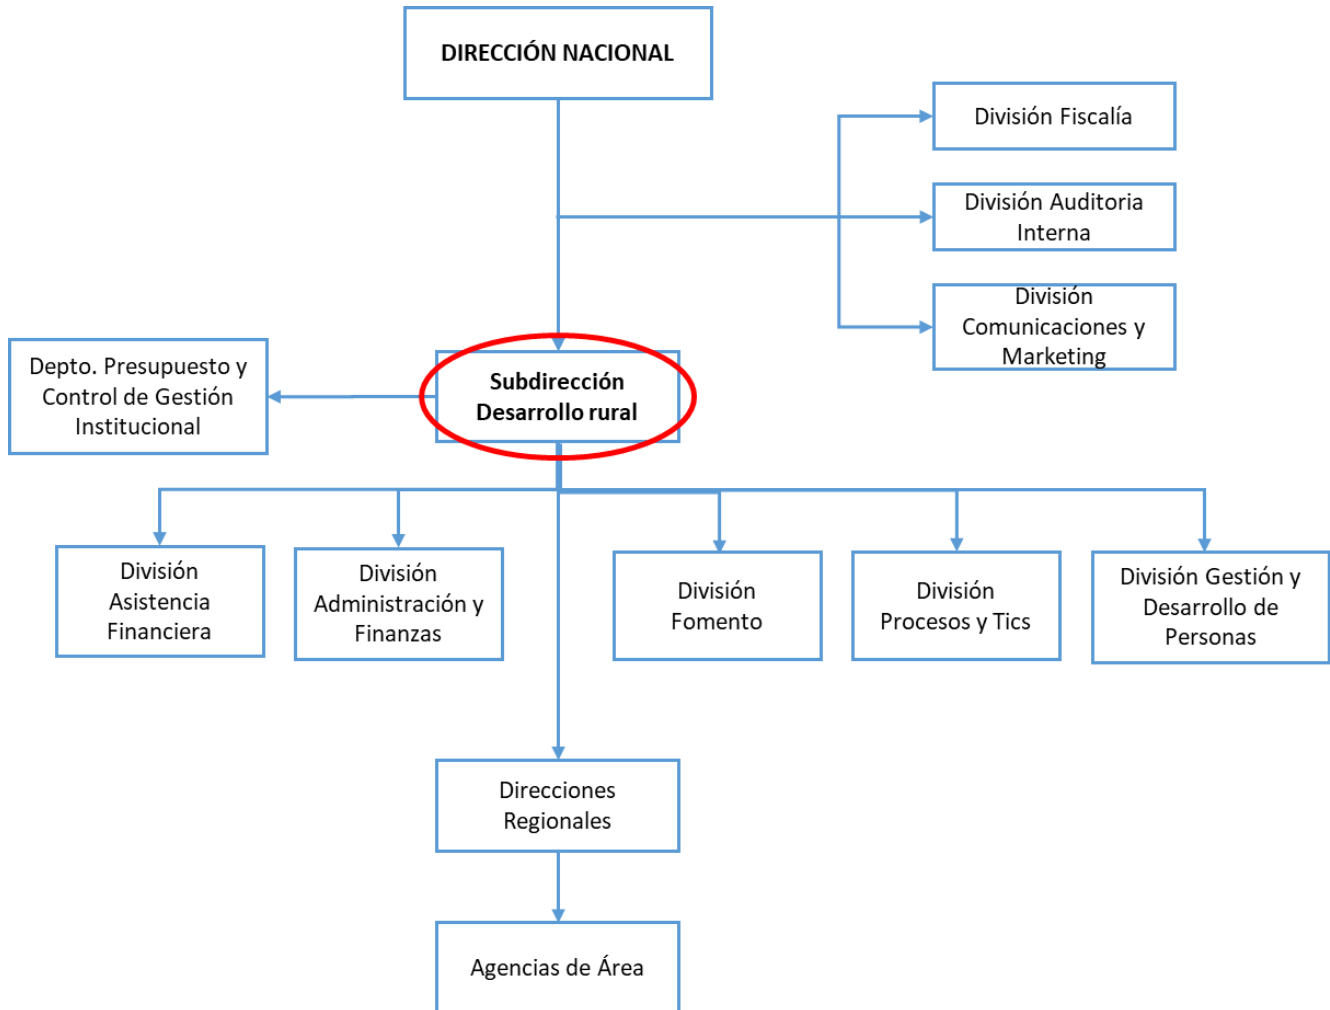 DIRECCIÓN NACIONAL
División Fiscalía
División Auditoria
Interna
División
Comunicaciones y
Marketing
Depto. Presupuesto y
Control de Gestión
Institucional
Subdirección
Desarrollo rural
División
Asistencia
Financiera
División
Administración y
Finanzas
División
Fomento
División
Procesos y Tics
División Gestión y
Desarrollo de
Personas
Direcciones
Regionales
Agencias de Área